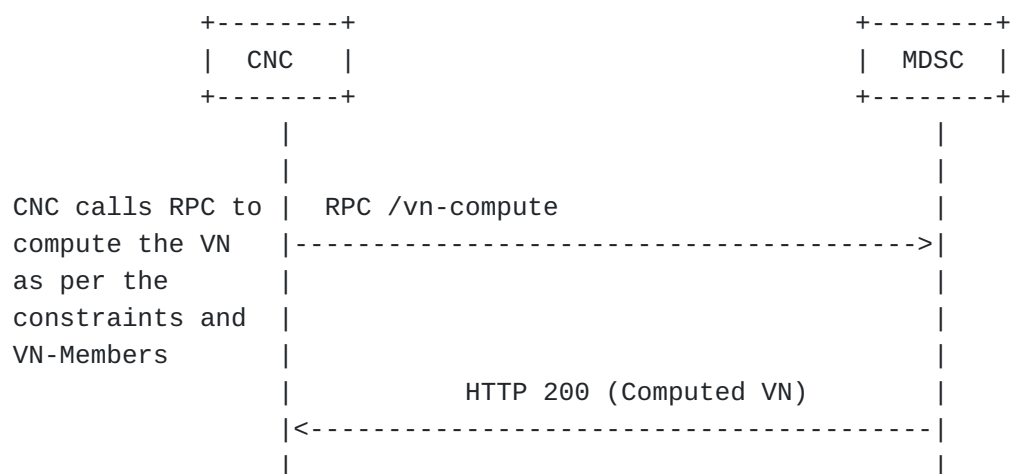 CNC MDSC
CNC calls RPC to RPC /vn-compute
compute the VN
as per the
constraints and
VN-Members
HTTP 200 (Computed VN)